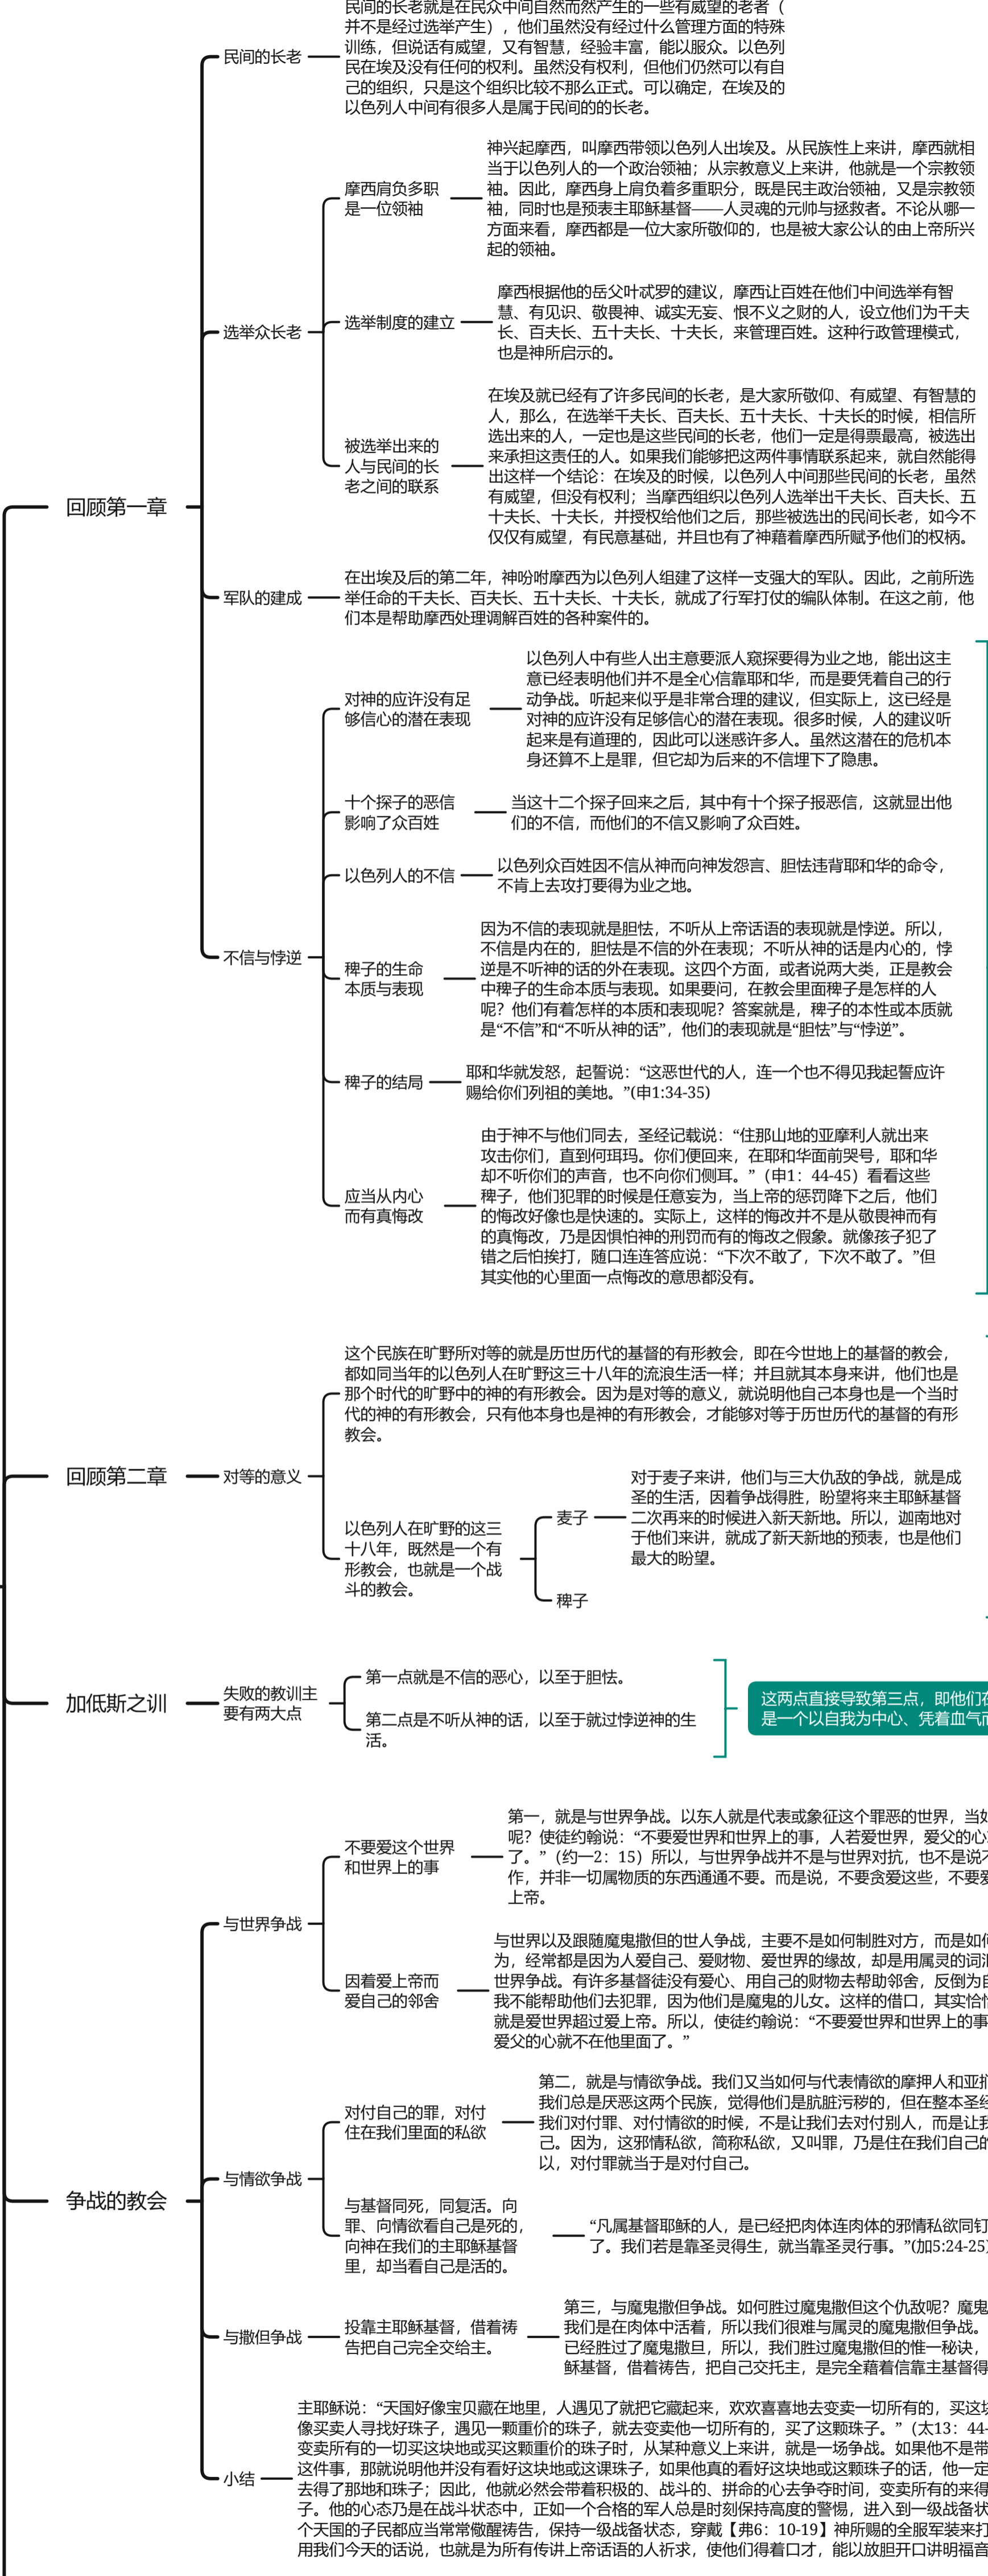 民间的长老就是在民众中间自然而然产生的一些有威望的老者（
并不是经过选举产生），他们虽然没有经过什么管理方面的特殊
训练，但说话有威望，又有智慧，经验丰富，能以服众。以色列
民在埃及没有任何的权利。虽然没有权利，但他们仍然可以有自
己的组织，只是这个组织比较不那么正式。可以确定，在埃及的
以色列人中间有很多人是属于民间的的长老。
民间的长老
神兴起摩西，叫摩西带领以色列人出埃及。从民族性上来讲，摩西就相
当于以色列人的一个政治领袖；从宗教意义上来讲，他就是一个宗教领
袖。因此，摩西身上肩负着多重职分，既是民主政治领袖，又是宗教领
袖，同时也是预表主耶稣基督——人灵魂的元帅与拯救者。不论从哪一
方面来看，摩西都是一位大家所敬仰的，也是被大家公认的由上帝所兴
起的领袖。
摩西肩负多职
是一位领袖
摩西根据他的岳父叶忒罗的建议，摩西让百姓在他们中间选举有智
慧、有见识、敬畏神、诚实无妄、恨不义之财的人，设立他们为千夫
长、百夫长、五十夫长、十夫长，来管理百姓。这种行政管理模式，
也是神所启示的。
选举众长老
选举制度的建立
在埃及就已经有了许多民间的长老，是大家所敬仰、有威望、有智慧的
人，那么，在选举千夫长、百夫长、五十夫长、十夫长的时候，相信所
选出来的人，一定也是这些民间的长老，他们一定是得票最高，被选出
来承担这责任的人。如果我们能够把这两件事情联系起来，就自然能得
出这样一个结论：在埃及的时候，以色列人中间那些民间的长老，虽然
有威望，但没有权利；当摩西组织以色列人选举出千夫长、百夫长、五
十夫长、十夫长，并授权给他们之后，那些被选出的民间长老，如今不
仅仅有威望，有民意基础，并且也有了神藉着摩西所赋予他们的权柄。
被选举出来的
人与民间的长
老之间的联系
回顾第一章
在出埃及后的第二年，神吩咐摩西为以色列人组建了这样一支强大的军队。因此，之前所选
举任命的千夫长、百夫长、五十夫长、十夫长，就成了行军打仗的编队体制。在这之前，他
们本是帮助摩西处理调解百姓的各种案件的。
军队的建成
以色列人中有些人出主意要派人窥探要得为业之地，能出这主
意已经表明他们并不是全心信靠耶和华，而是要凭着自己的行
动争战。听起来似乎是非常合理的建议，但实际上，这已经是
对神的应许没有足够信心的潜在表现。很多时候，人的建议听
起来是有道理的，因此可以迷惑许多人。虽然这潜在的危机本
身还算不上是罪，但它却为后来的不信埋下了隐患。
对神的应许没有足
够信心的潜在表现
十个探子的恶信
影响了众百姓
当这十二个探子回来之后，其中有十个探子报恶信，这就显出他
们的不信，而他们的不信又影响了众百姓。
以色列人的不信
以色列众百姓因不信从神而向神发怨言、胆怯违背耶和华的命令，
不肯上去攻打要得为业之地。
不信与悖逆
因为不信的表现就是胆怯，不听从上帝话语的表现就是悖逆。所以，
不信是内在的，胆怯是不信的外在表现；不听从神的话是内心的，悖
逆是不听神的话的外在表现。这四个方面，或者说两大类，正是教会
中稗子的生命本质与表现。如果要问，在教会里面稗子是怎样的人
呢？他们有着怎样的本质和表现呢？答案就是，稗子的本性或本质就
是“不信”和“不听从神的话”，他们的表现就是“胆怯”与“悖逆”。
稗子的生命
本质与表现
稗子的结局
耶和华就发怒，起誓说：“这恶世代的人，连一个也不得见我起誓应许
赐给你们列祖的美地。”(申1:34-35)
由于神不与他们同去，圣经记载说：“住那山地的亚摩利人就出来
攻击你们，直到何珥玛。你们便回来，在耶和华面前哭号，耶和华
却不听你们的声音，也不向你们侧耳。”（申1：44-45）看看这些
稗子，他们犯罪的时候是任意妄为，当上帝的惩罚降下之后，他们
的悔改好像也是快速的。实际上，这样的悔改并不是从敬畏神而有
的真悔改，乃是因惧怕神的刑罚而有的悔改之假象。就像孩子犯了
错之后怕挨打，随口连连答应说：“下次不敢了，下次不敢了。”但
其实他的心里面一点悔改的意思都没有。
应当从内心
而有真悔改
这个民族在旷野所对等的就是历世历代的基督的有形教会，即在今世地上的基督的教会，
都如同当年的以色列人在旷野这三十八年的流浪生活一样；并且就其本身来讲，他们也是
那个时代的旷野中的神的有形教会。因为是对等的意义，就说明他自己本身也是一个当时
代的神的有形教会，只有他本身也是神的有形教会，才能够对等于历世历代的基督的有形
教会。
回顾第二章
对等的意义
以色列人在旷野的这三
十八年，既然是一个有
形教会，也就是一个战
斗的教会。
麦子
对于麦子来讲，他们与三大仇敌的争战，就是成
圣的生活，因着争战得胜，盼望将来主耶稣基督
二次再来的时候进入新天新地。所以，迦南地对
于他们来讲，就成了新天新地的预表，也是他们
最大的盼望。
稗子
加低斯之训
失败的教训主
要有两大点
第一点就是不信的恶心，以至于胆怯。
第二点是不听从神的话，以至于就过悖逆神的生
活。
这两点直接导致第三点，即他们在
是一个以自我为中心、凭着血气而
第一，就是与世界争战。以东人就是代表或象征这个罪恶的世界，当如
呢？使徒约翰说：“不要爱世界和世界上的事，人若爱世界，爱父的心
了。”（约一2：15）所以，与世界争战并不是与世界对抗，也不是说不
作，并非一切属物质的东西通通不要。而是说，不要贪爱这些，不要爱
上帝。
不要爱这个世界
和世界上的事
与世界争战
与世界以及跟随魔鬼撒但的世人争战，主要不是如何制胜对方，而是如何
为，经常都是因为人爱自己、爱财物、爱世界的缘故，却是用属灵的词汇
世界争战。有许多基督徒没有爱心、用自己的财物去帮助邻舍，反倒为自
我不能帮助他们去犯罪，因为他们是魔鬼的儿女。这样的借口，其实恰恰
就是爱世界超过爱上帝。所以，使徒约翰说：“不要爱世界和世界上的事
爱父的心就不在他里面了。”
因着爱上帝而
爱自己的邻舍
第二，就是与情欲争战。我们又当如何与代表情欲的摩押人和亚扪
我们总是厌恶这两个民族，觉得他们是肮脏污秽的，但在整本圣经
我们对付罪、对付情欲的时候，不是让我们去对付别人，而是让我
己。因为，这邪情私欲，简称私欲，又叫罪，乃是住在我们自己的
以，对付罪就当于是对付自己。
对付自己的罪，对付
住在我们里面的私欲
与情欲争战
争战的教会
与基督同死，同复活。向
罪、向情欲看自己是死的，
向神在我们的主耶稣基督
里，却当看自己是活的。
“凡属基督耶稣的人，是已经把肉体连肉体的邪情私欲同钉
了。我们若是靠圣灵得生，就当靠圣灵行事。”(加5:24-25)
第三，与魔鬼撒但争战。如何胜过魔鬼撒但这个仇敌呢？魔鬼
我们是在肉体中活着，所以我们很难与属灵的魔鬼撒但争战。
已经胜过了魔鬼撒旦，所以，我们胜过魔鬼撒但的惟一秘诀，
稣基督，借着祷告，把自己交托主，是完全藉着信靠主基督得
与撒但争战
投靠主耶稣基督，借着祷
告把自己完全交给主。
主耶稣说：“天国好像宝贝藏在地里，人遇见了就把它藏起来，欢欢喜喜地去变卖一切所有的，买这块
像买卖人寻找好珠子，遇见一颗重价的珠子，就去变卖他一切所有的，买了这颗珠子。”（太13：44-
变卖所有的一切买这块地或买这颗重价的珠子时，从某种意义上来讲，就是一场争战。如果他不是带
这件事，那就说明他并没有看好这块地或这课珠子，如果他真的看好这块地或这颗珠子的话，他一定
去得了那地和珠子；因此，他就必然会带着积极的、战斗的、拼命的心去争夺时间，变卖所有的来得
子。他的心态乃是在战斗状态中，正如一个合格的军人总是时刻保持高度的警惕，进入到一级战备状
个天国的子民都应当常常儆醒祷告，保持一级战备状态，穿戴【弗6：10-19】神所赐的全服军装来打
用我们今天的话说，也就是为所有传讲上帝话语的人祈求，使他们得着口才，能以放胆开口讲明福音
小结